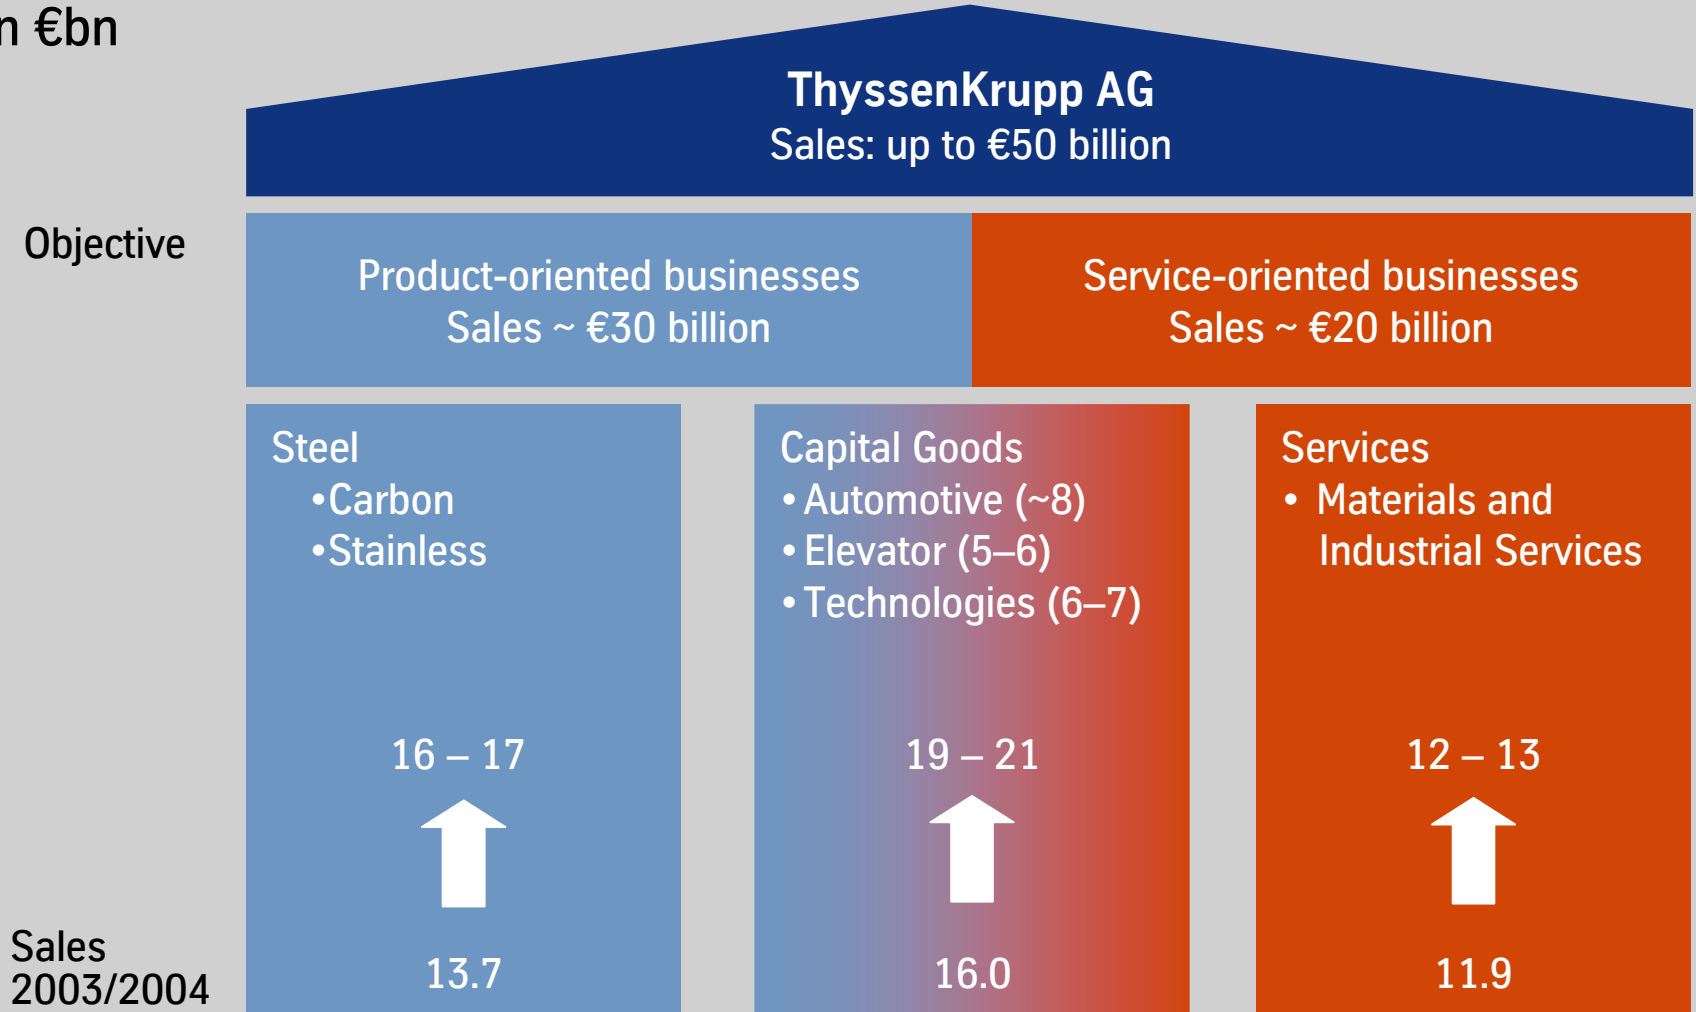 n €bn
ThyssenKrupp AG
Sales: up to €50 billion
Objective
Product-oriented businesses
Sales ~ €30 billion
Service-oriented businesses
Sales ~ €20 billion
Steel
•Carbon
•Stainless
16 – 17
13.7
Capital Goods
• Automotive (~8)
• Elevator (5–6)
• Technologies (6–7)
19 – 21
16.0
Services
• Materials and
Industrial Services
12 – 13
11.9
Sales
2003/2004